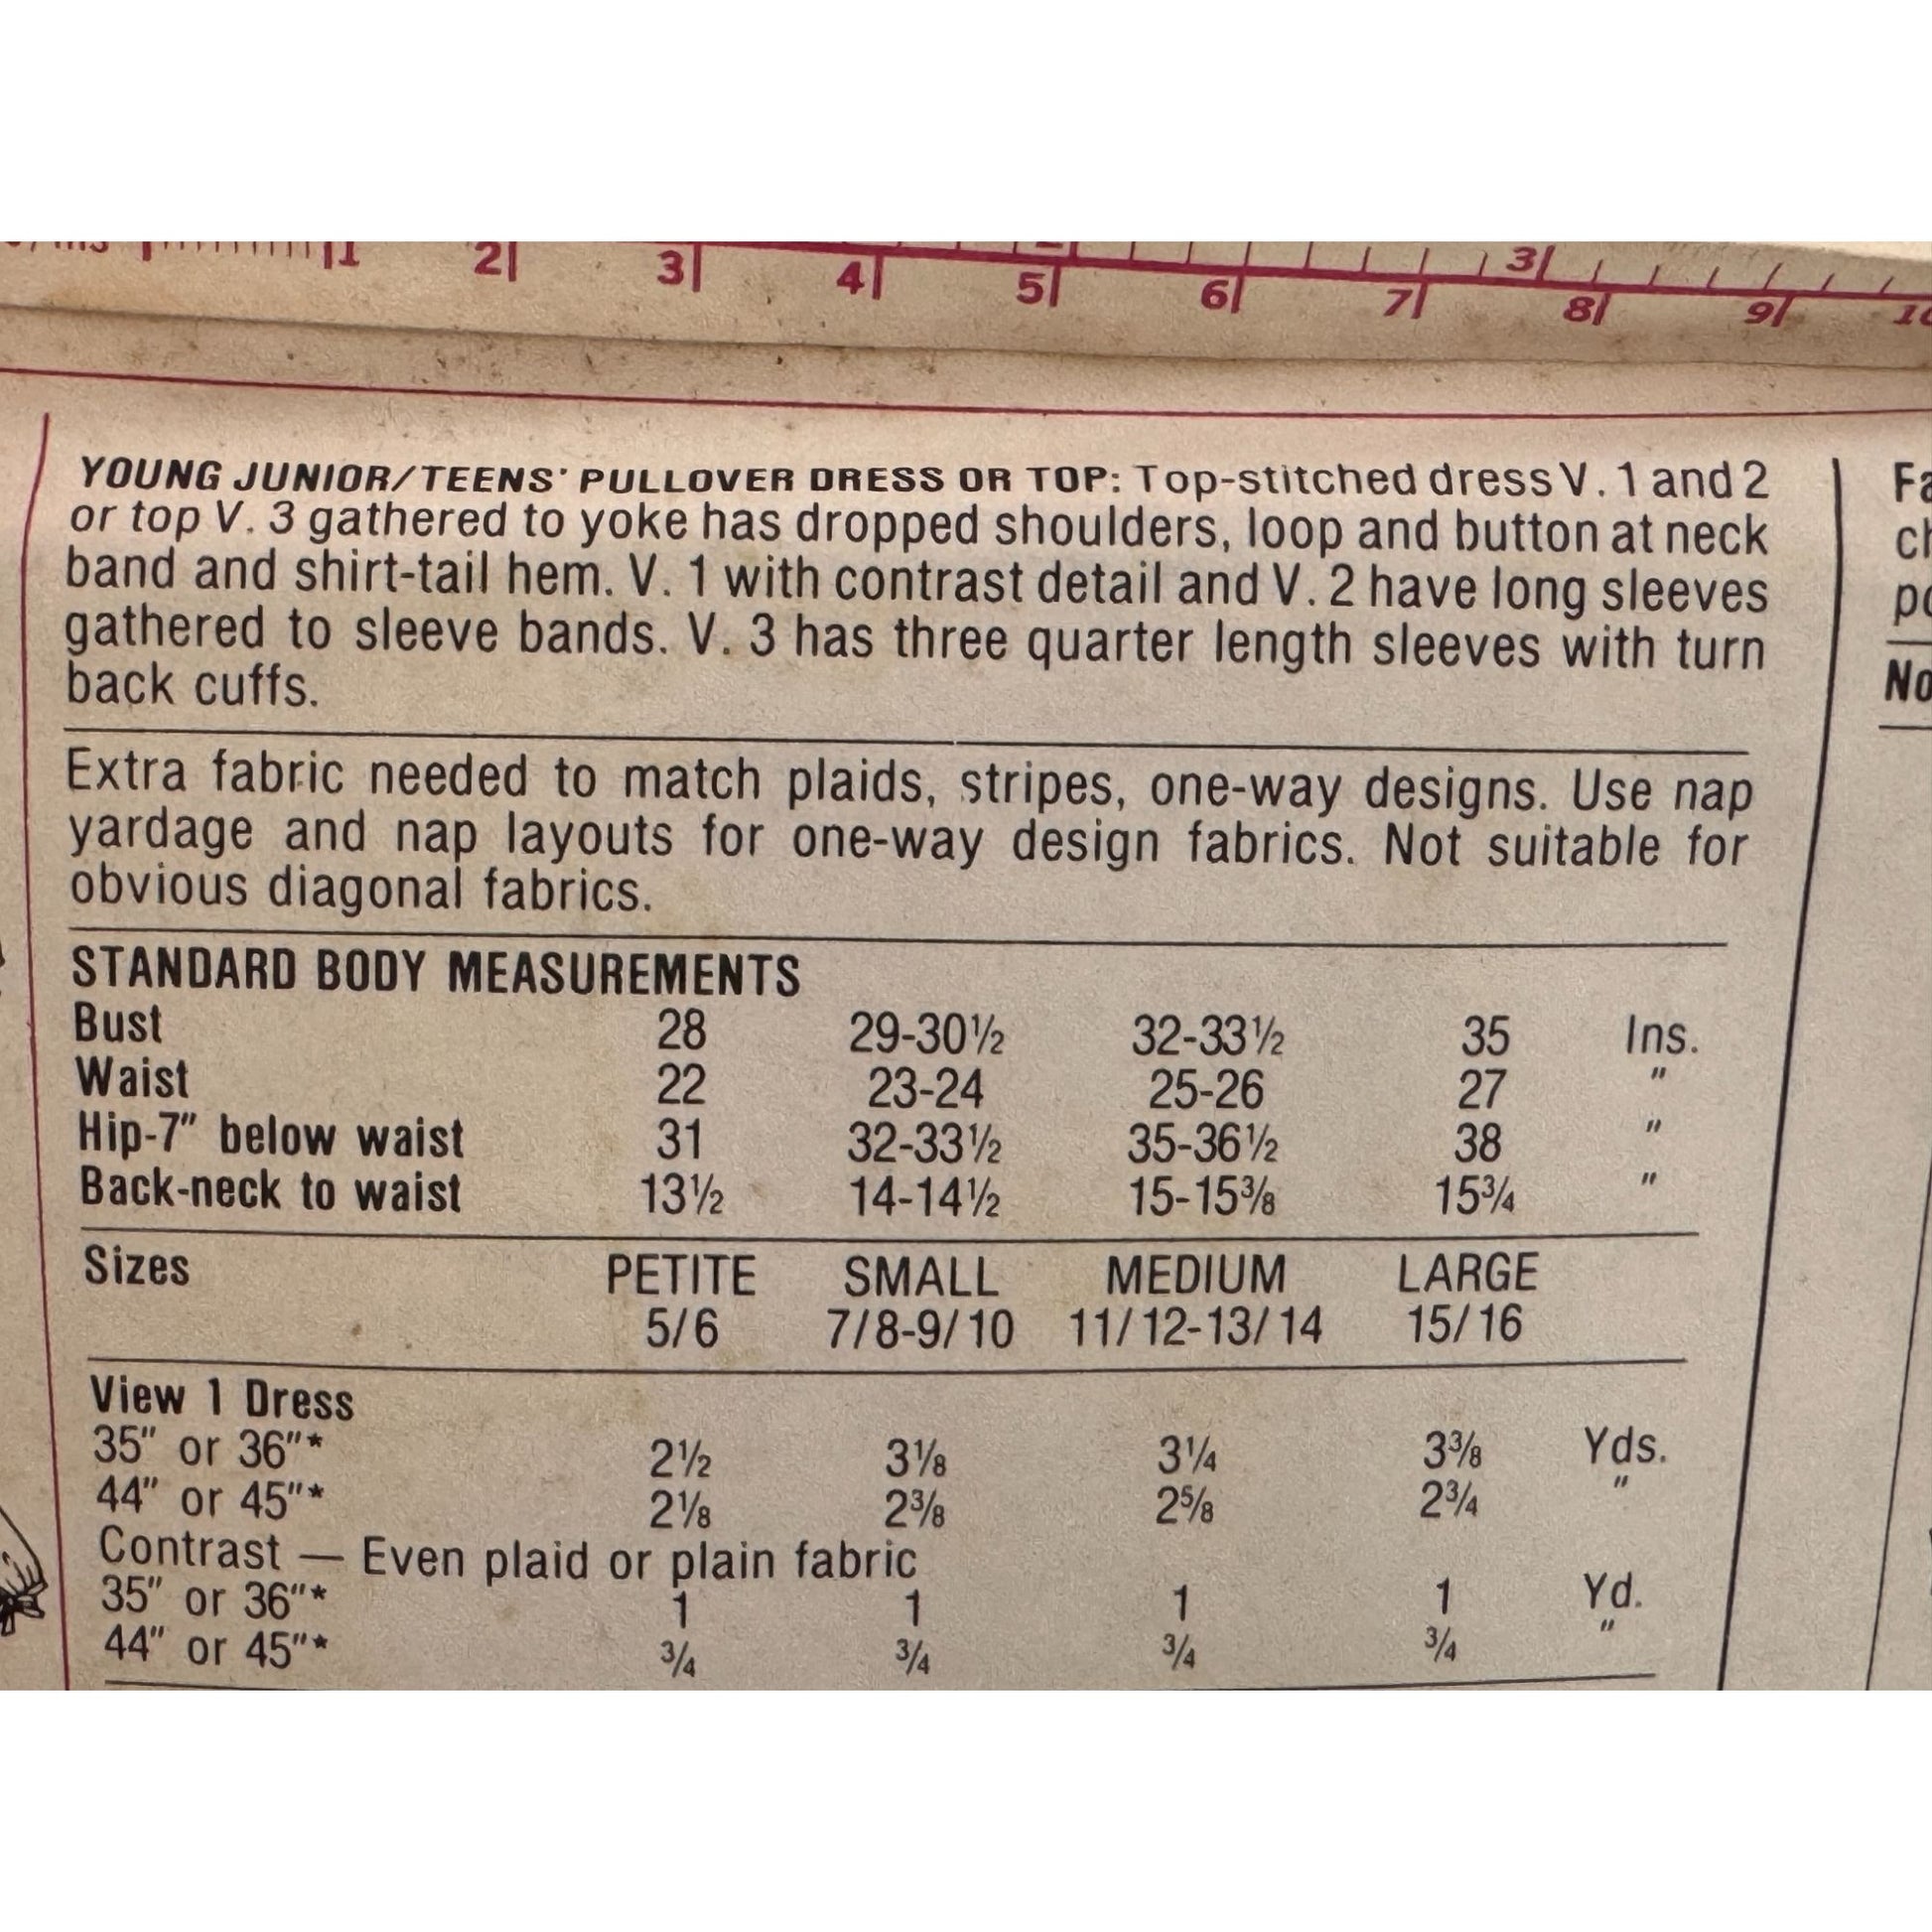 1 2 3 4 5 6 7 3 8 9
YOUNG JUNIOR/TEENS' PULLOVER DRESS OR TOP: Top-stitched dress V. 1 and 2
or top V. 3 gathered to yoke has dropped shoulders, loop and button at neck
band and shirt-tail hem. V. 1 with contrast detail and V. 2 have long sleeves
gathered to sleeve bands. V. 3 has three quarter length sleeves with turn
back cuffs.
Extra fabric needed to match plaids, stripes, one-way designs. Use nap
yardage and nap layouts for one-way design fabrics. Not suitable for
obvious diagonal fabrics.
STANDARD BODY MEASUREMENTS
Bust 28 29-30½ 32-33½ 35 Ins.
Waist 22 23-24 25-26 27 "
Hip-7" below waist 31 32-33½ 35-36½ 38 "
Back-neck to waist 13½ 14-14½ 15-15⅜ 15¾ "
Sizes PETITE SMALL MEDIUM LARGE
5/6 7/8-9/10 11/12-13/14 15/16
View 1 Dress
35" or 36"* 2½ 3⅛ 3¼ 3⅜ Yds.
44" or 45"* 2⅛ 2⅜ 2⅝ 2¾ "
Contrast — Even plaid or plain fabric
35" or 36"* 1 1 1 1 Yd.
44" or 45"* ¾ ¾ ¾ ¾ "